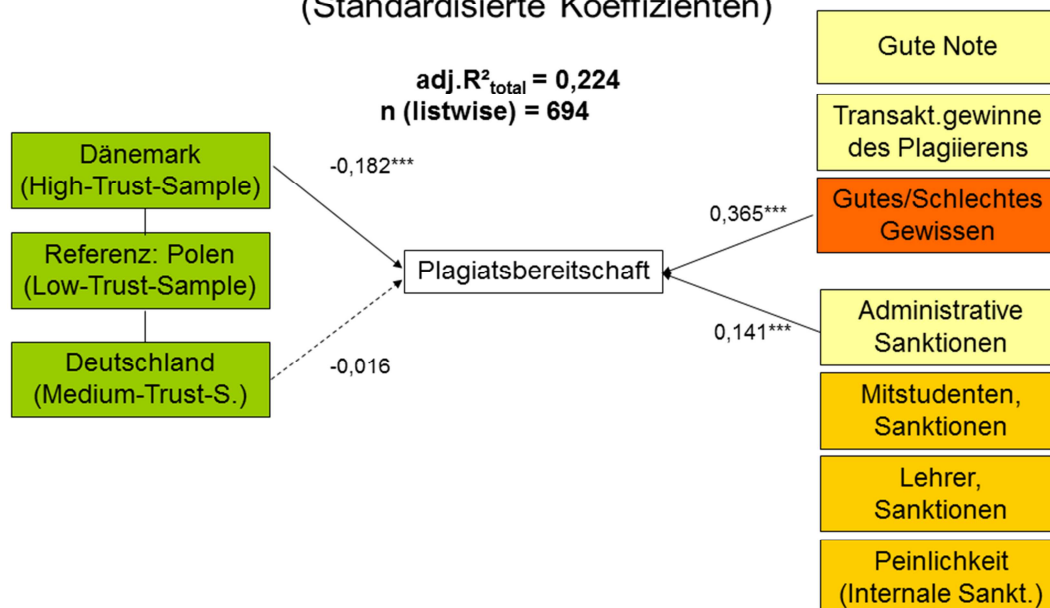 (Standardisierte Koeffizienten)
adj.R²total = 0,224
n (listwise) = 694
Dänemark
(High-Trust-Sample)
Referenz: Polen
(Low-Trust-Sample)
Deutschland
(Medium-Trust-S.)
-0,182***
-0,016
Plagiatsbereitschaft
0,365***
0,141***
Gute Note
Transakt.gewinne
des Plagiierens
Gutes/Schlechtes
Gewissen
Administrative
Sanktionen
Mitstudenten,
Sanktionen
Lehrer,
Sanktionen
Peinlichkeit
(Internale Sankt.)